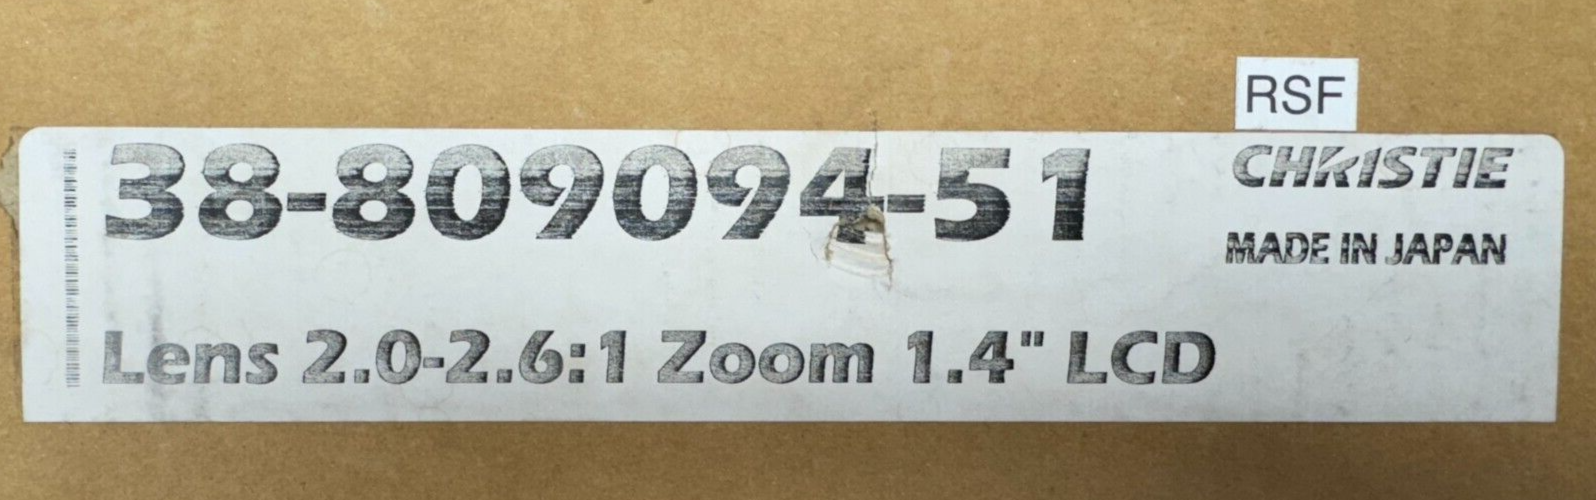 RSF
38-809094-51
CHRISTIE
MADE IN JAPAN
Lens 2.0-2.6:1 Zoom 1.4" LCD